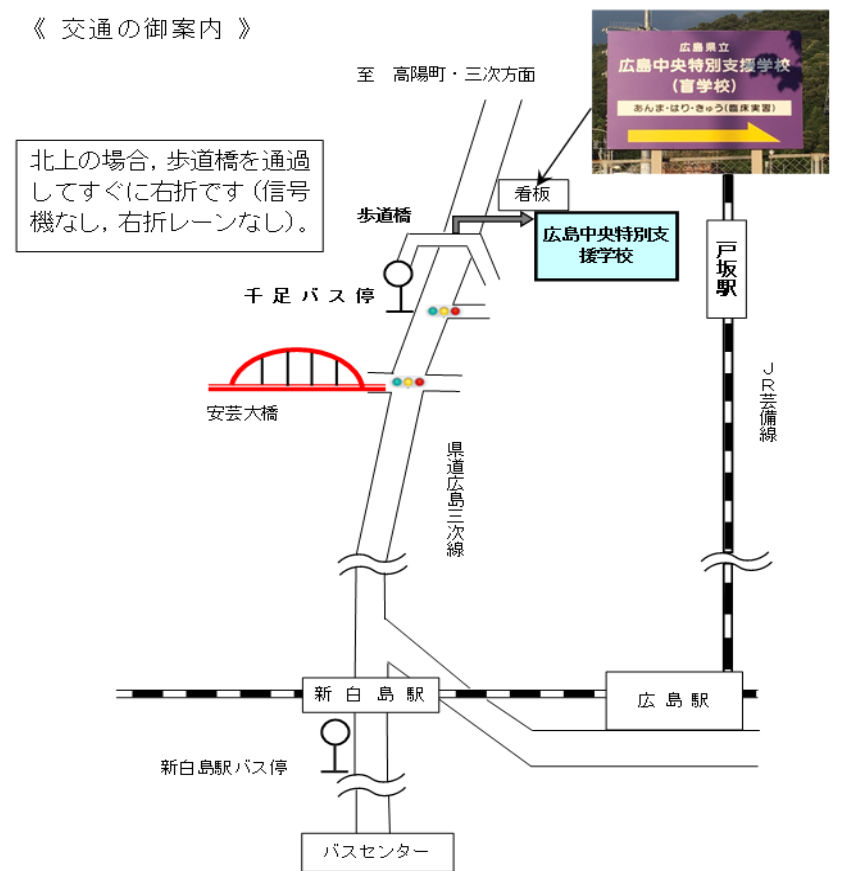 《 交通の御案内 》
広島県立
広島中央特別支援学校
(盲学校)
あんま・はり・きゅう(臨床実習)
至　高陽町・三次方面
北上の場合，歩道橋を通過
してすぐに右折です（信号
機なし，右折レーンなし）。
看板
歩道橋
広島中央特別支
援学校
戸坂駅
千足バス停
安芸大橋
JR芸備線
県道広島三次線
新白島駅
広島駅
新白島駅バス停
バスセンター